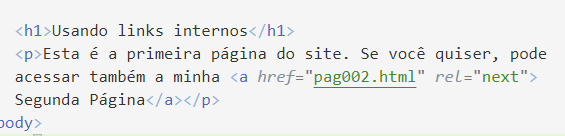 <h1>Usando links internos</h1>
<p>Esta é a primeira página do site. Se você quiser, pode
acessar também a minha <a href="pag002.html" rel="next">
Segunda Página</a></p>
body>